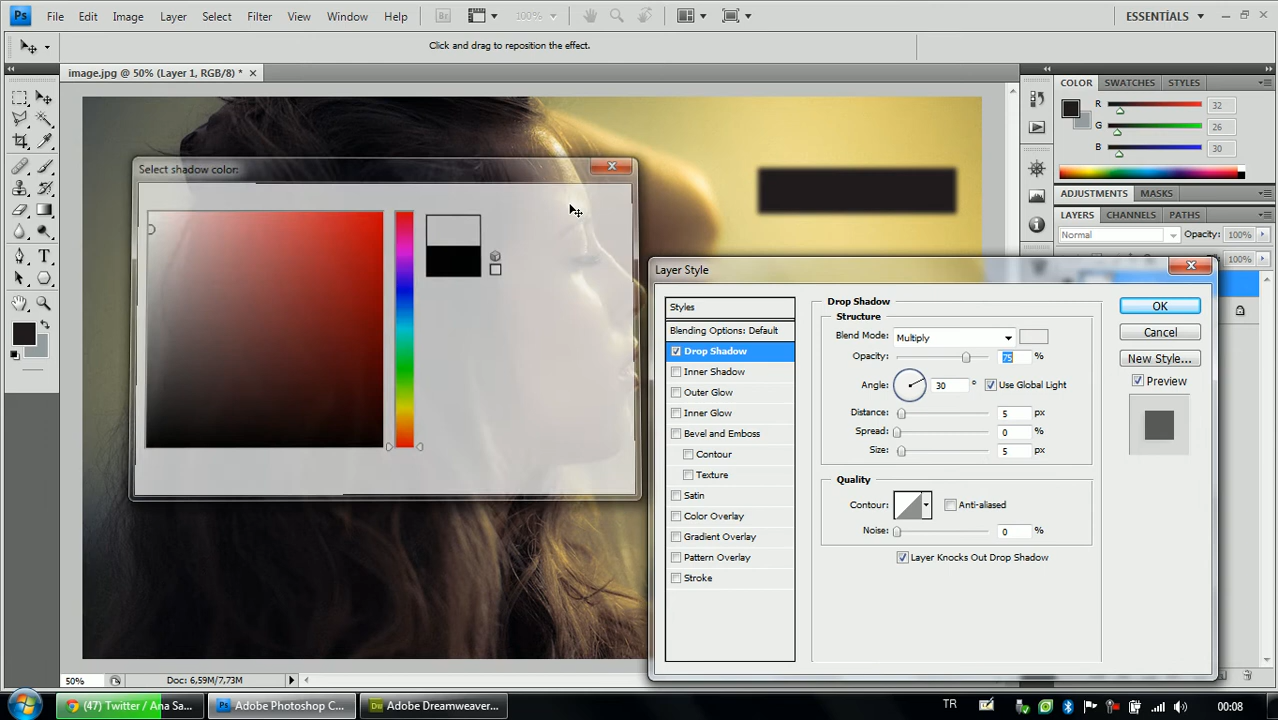 Ps File Edit Image Layer Select Filter View Window Help Br 100% ESSENTIALS
Click and drag to reposition the effect.
image.jpg @ 50% (Layer 1, RGB/8) *
COLOR SWATCHES STYLES
R 32
G 26
B 30
ADJUSTMENTS MASKS
LAYERS CHANNELS PATHS
Normal Opacity: 100%
100%
Select shadow color:
Layer Style
Styles
Blending Options: Default
Drop Shadow
Inner Shadow
Outer Glow
Inner Glow
Bevel and Emboss
Contour
Texture
Satin
Color Overlay
Gradient Overlay
Pattern Overlay
Stroke
Drop Shadow
Structure
Blend Mode: Multiply
Opacity: 75 %
Angle: 30 ° Use Global Light
Distance: 5 px
Spread: 0 %
Size: 5 px
Quality
Contour: Anti-aliased
Noise: 0 %
Layer Knocks Out Drop Shadow
OK
Cancel
New Style...
Preview
50% Doc: 6,59M/7,73M
(47) Twitter / Ana Sa... Ps Adobe Photoshop C... Dw Adobe Dreamweaver... TR 00:08